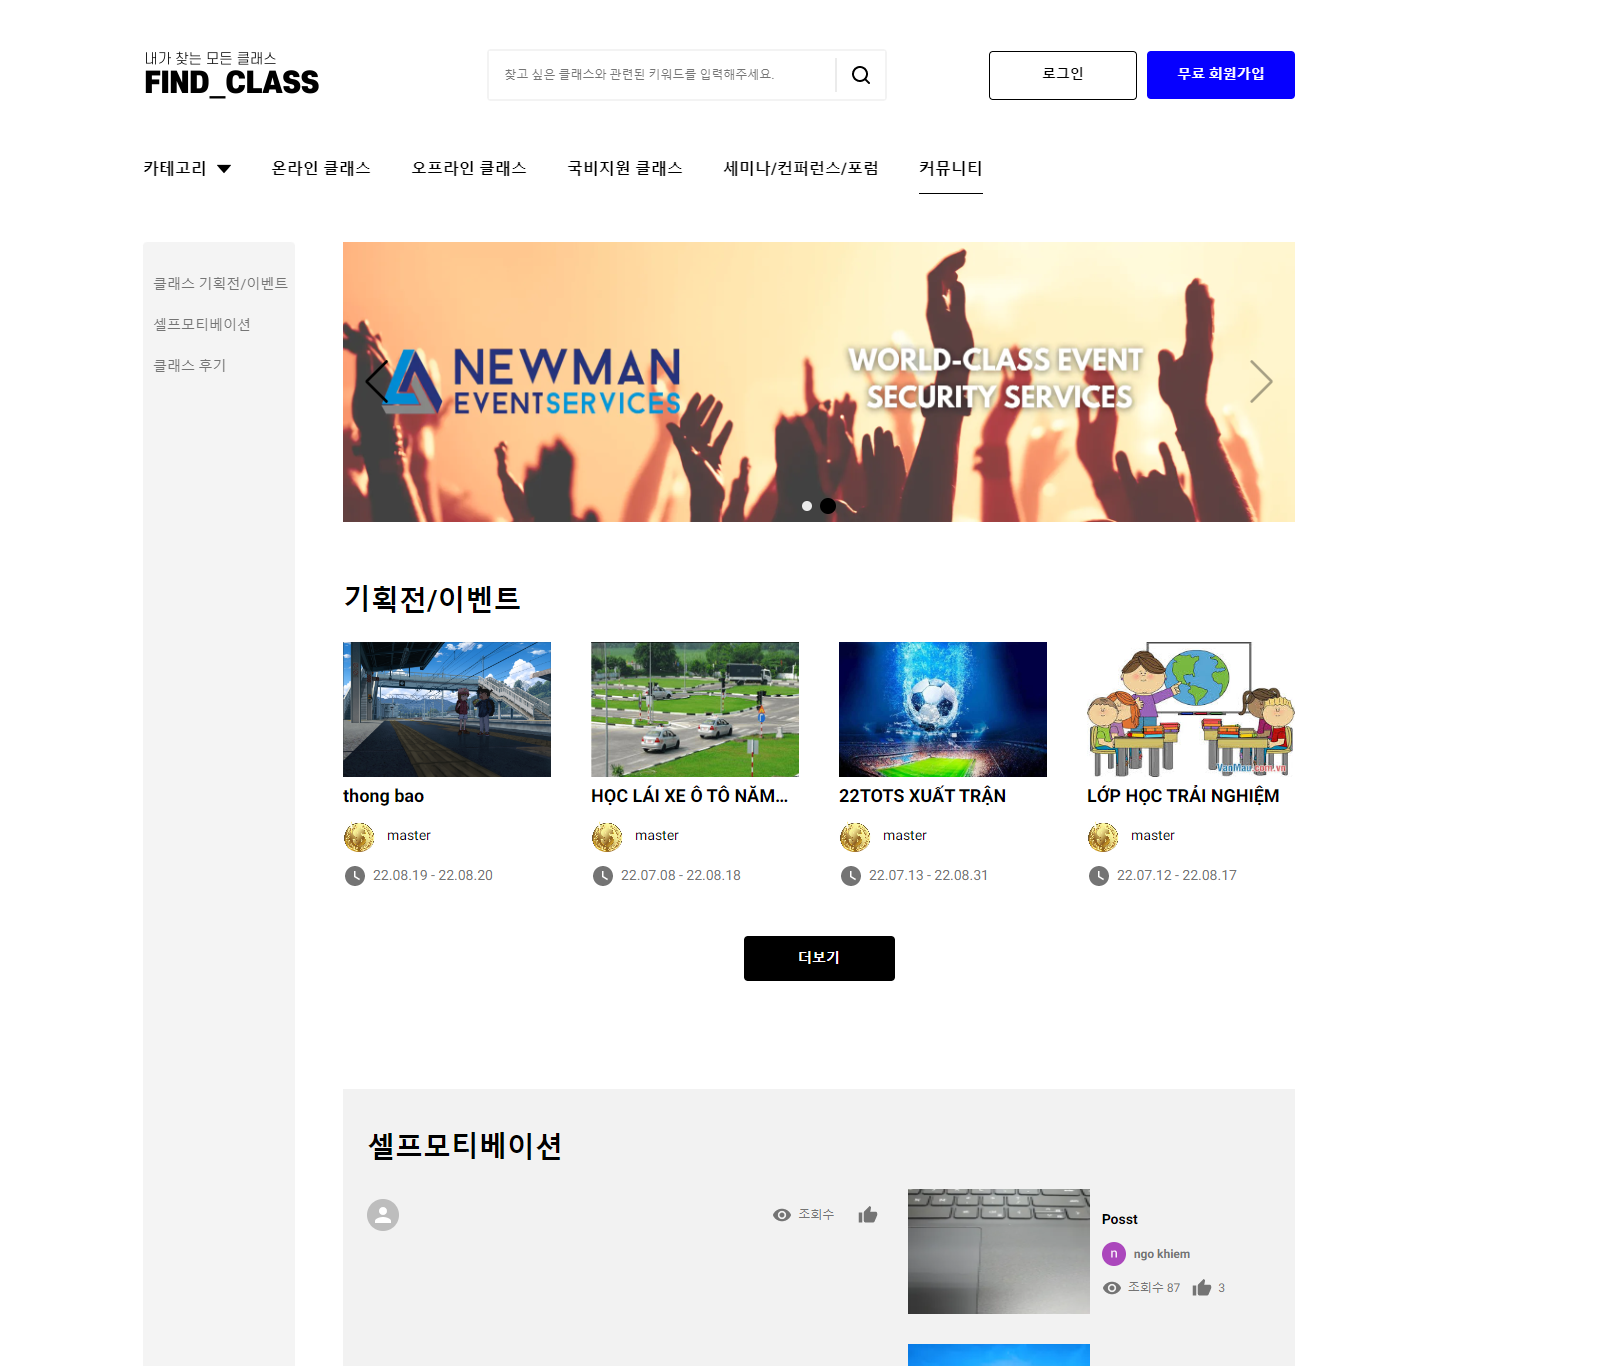 내가 찾는 모든 클래스
FIND_CLASS
찾고 싶은 클래스와 관련된 키워드를 입력해주세요.
로그인
무료 회원가입
카테고리
온라인 클래스
오프라인 클래스
국비지원 클래스
세미나/컨퍼런스/포럼
커뮤니티
클래스 기획전/이벤트
셀프모티베이션
클래스 후기
NEWMAN
EVENTSERVICES
WORLD-CLASS EVENT
SECURITY SERVICES
기획전/이벤트
VanMau.Com.vn
thong bao
HỌC LÁI XE Ô TÔ NĂM...
22TOTS XUẤT TRẬN
LỚP HỌC TRẢI NGHIỆM
master
master
master
master
22.08.19 - 22.08.20
22.07.08 - 22.08.18
22.07.13 - 22.08.31
22.07.12 - 22.08.17
더보기
셀프모티베이션
조회수
Posst
n
ngo khiem
조회수 87
3